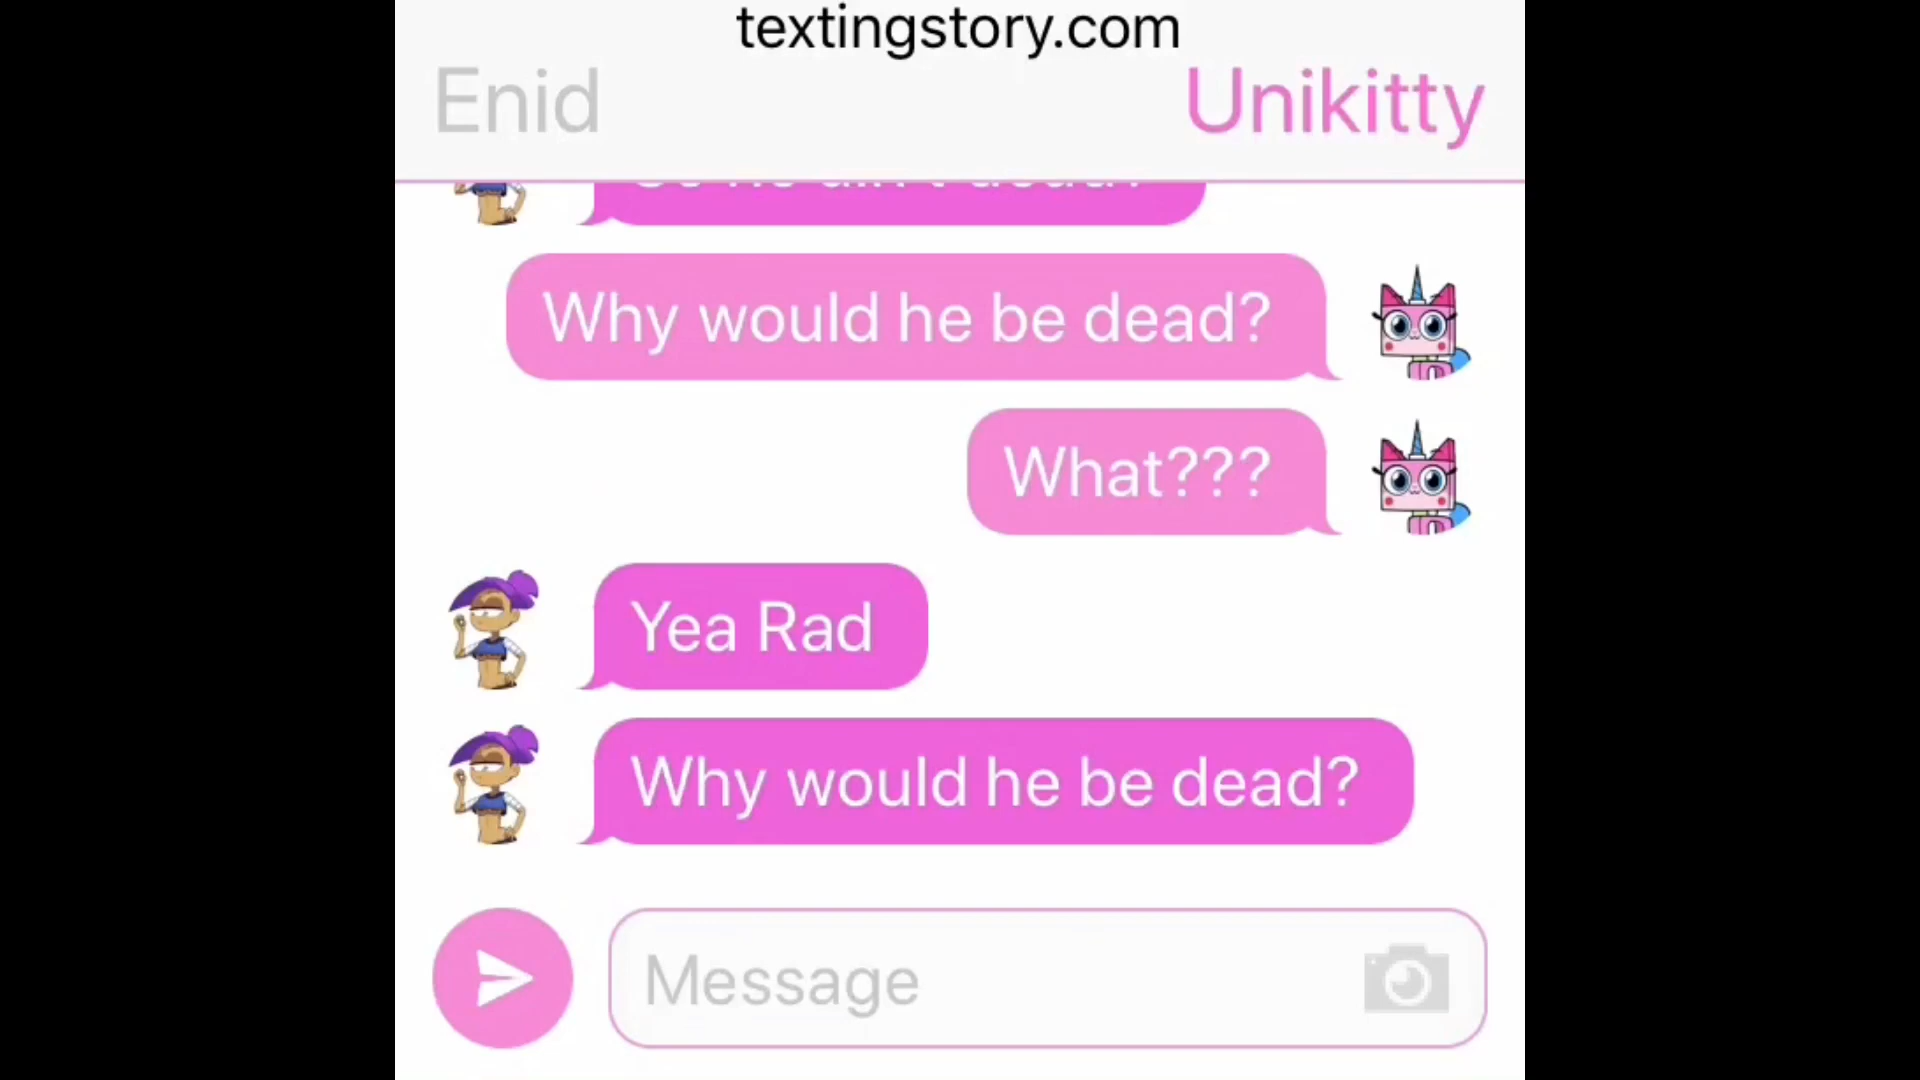 textingstory.com
Enid
Unikitty
Why would he be dead?
What???
Yea Rad
Why would he be dead?
Message